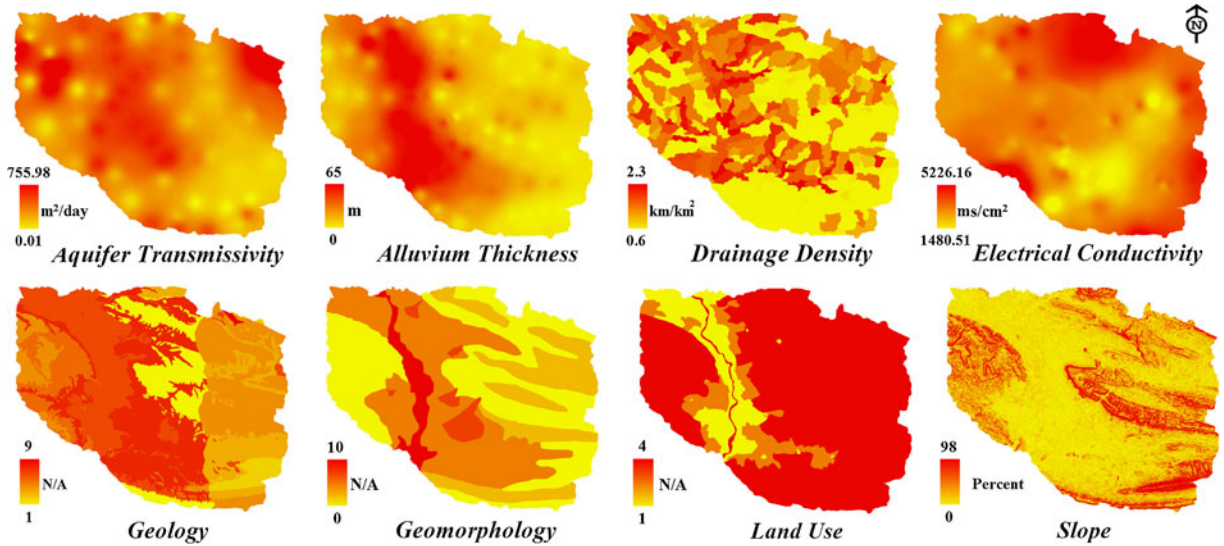 N
755.98
m²/day
0.01
Aquifer Transmissivity
65
m
0
Alluvium Thickness
2.3
km/km²
0.6
Drainage Density
5226.16
ms/cm²
1480.51
Electrical Conductivity
9
N/A
1
Geology
10
N/A
0
Geomorphology
4
N/A
1
Land Use
98
Percent
0
Slope